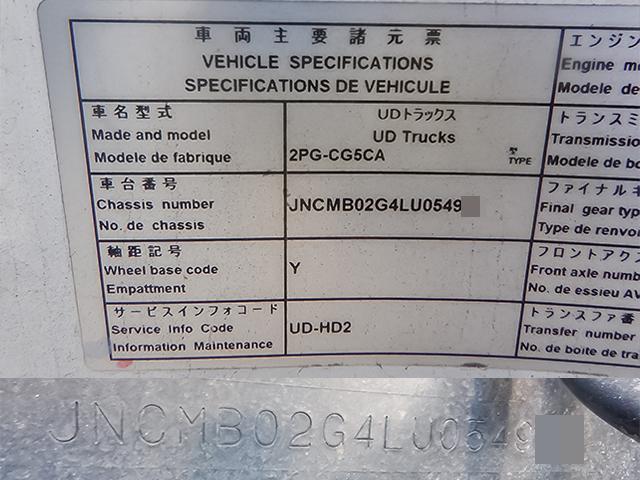 車両主要諸元票
VEHICLE SPECIFICATIONS
SPECIFICATIONS DE VEHICULE
車名型式
Made and model
Modele de fabrique
UDトラックス
UD Trucks
2PG-CG5CA
型
TYPE
車台番号
Chassis number
No. de chassis
JNCMB02G4LU0549
軸距記号
Wheel base code
Empattment
Y
サービスインフォコード
Service Info Code
Information Maintenance
UD-HD2
エンジン
Engine mo
Modele de
トランスミ
Transmission
Modele de bo
ファイナルギ
Final gear typ
Type de renvoi
フロントアクス
Front axle numb
No. de essieu AV
トランスファ番
Transfer number
No. de boite de tra
JNCMB02G4LU0549